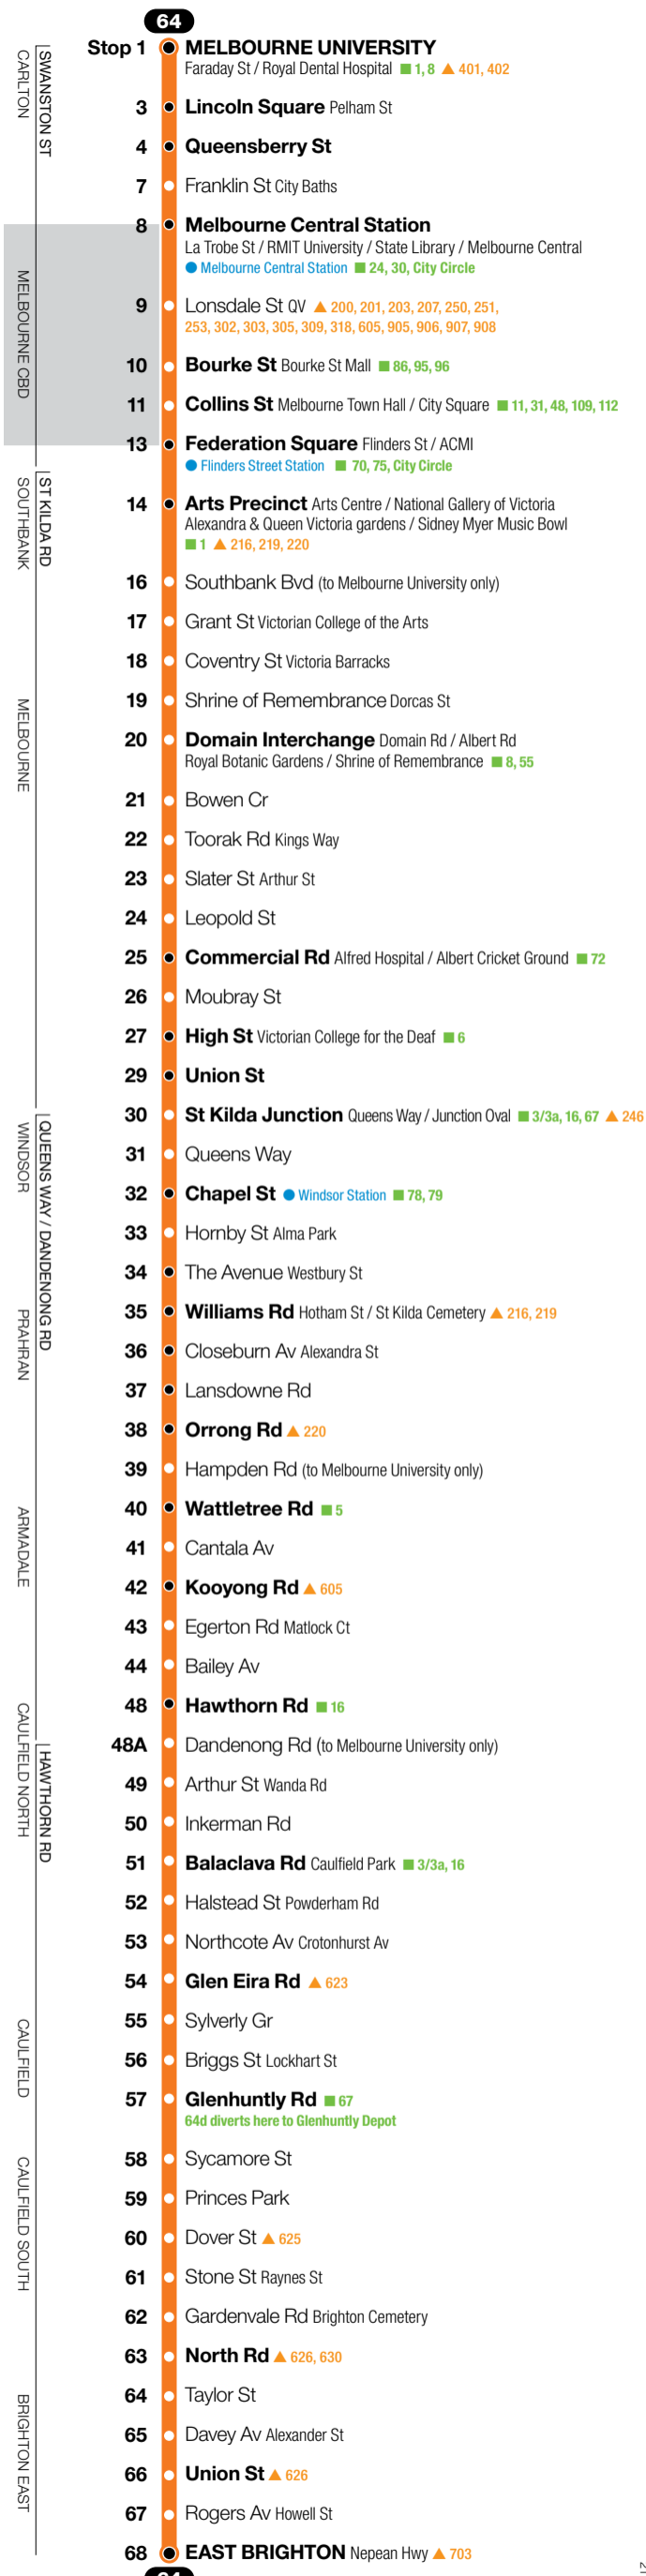 64
Stop 1 MELBOURNE UNIVERSITY
Faraday St / Royal Dental Hospital 1, 8 401, 402
3 Lincoln Square Pelham St
4 Queensberry St
7 Franklin St City Baths
8 Melbourne Central Station
La Trobe St / RMIT University / State Library / Melbourne Central
Melbourne Central Station 24, 30, City Circle
9 Lonsdale St QV 200, 201, 203, 207, 250, 251,
253, 302, 303, 305, 309, 318, 605, 905, 906, 907, 908
10 Bourke St Bourke St Mall 86, 95, 96
11 Collins St Melbourne Town Hall / City Square 11, 31, 48, 109, 112
13 Federation Square Flinders St / ACMI
Flinders Street Station 70, 75, City Circle
14 Arts Precinct Arts Centre / National Gallery of Victoria
Alexandra & Queen Victoria gardens / Sidney Myer Music Bowl
1 216, 219, 220
16 Southbank Bvd (to Melbourne University only)
17 Grant St Victorian College of the Arts
18 Coventry St Victoria Barracks
19 Shrine of Remembrance Dorcas St
20 Domain Interchange Domain Rd / Albert Rd
Royal Botanic Gardens / Shrine of Remembrance 8, 55
21 Bowen Cr
22 Toorak Rd Kings Way
23 Slater St Arthur St
24 Leopold St
25 Commercial Rd Alfred Hospital / Albert Cricket Ground 72
26 Moubray St
27 High St Victorian College for the Deaf 6
29 Union St
30 St Kilda Junction Queens Way / Junction Oval 3/3a, 16, 67 246
31 Queens Way
32 Chapel St Windsor Station 78, 79
33 Hornby St Alma Park
34 The Avenue Westbury St
35 Williams Rd Hotham St / St Kilda Cemetery 216, 219
36 Closeburn Av Alexandra St
37 Lansdowne Rd
38 Orrong Rd 220
39 Hampden Rd (to Melbourne University only)
40 Wattletree Rd 5
41 Cantala Av
42 Kooyong Rd 605
43 Egerton Rd Matlock Ct
44 Bailey Av
48 Hawthorn Rd 16
48A Dandenong Rd (to Melbourne University only)
49 Arthur St Wanda Rd
50 Inkerman Rd
51 Balaclava Rd Caulfield Park 3/3a, 16
52 Halstead St Powderham Rd
53 Northcote Av Crotonhurst Av
54 Glen Eira Rd 623
55 Sylverly Gr
56 Briggs St Lockhart St
57 Glenhuntly Rd 67
64d diverts here to Glenhuntly Depot
58 Sycamore St
59 Princes Park
60 Dover St 625
61 Stone St Raynes St
62 Gardenvale Rd Brighton Cemetery
63 North Rd 626, 630
64 Taylor St
65 Davey Av Alexander St
66 Union St 626
67 Rogers Av Howell St
68 EAST BRIGHTON Nepean Hwy 703
SWANSTON ST
CARLTON
MELBOURNE CBD
ST KILDA RD
SOUTHBANK
MELBOURNE
QUEENS WAY / DANDENONG RD
WINDSOR
PRAHRAN
ARMADALE
CAULFIELD NORTH
HAWTHORN RD
CAULFIELD
CAULFIELD SOUTH
BRIGHTON EAST